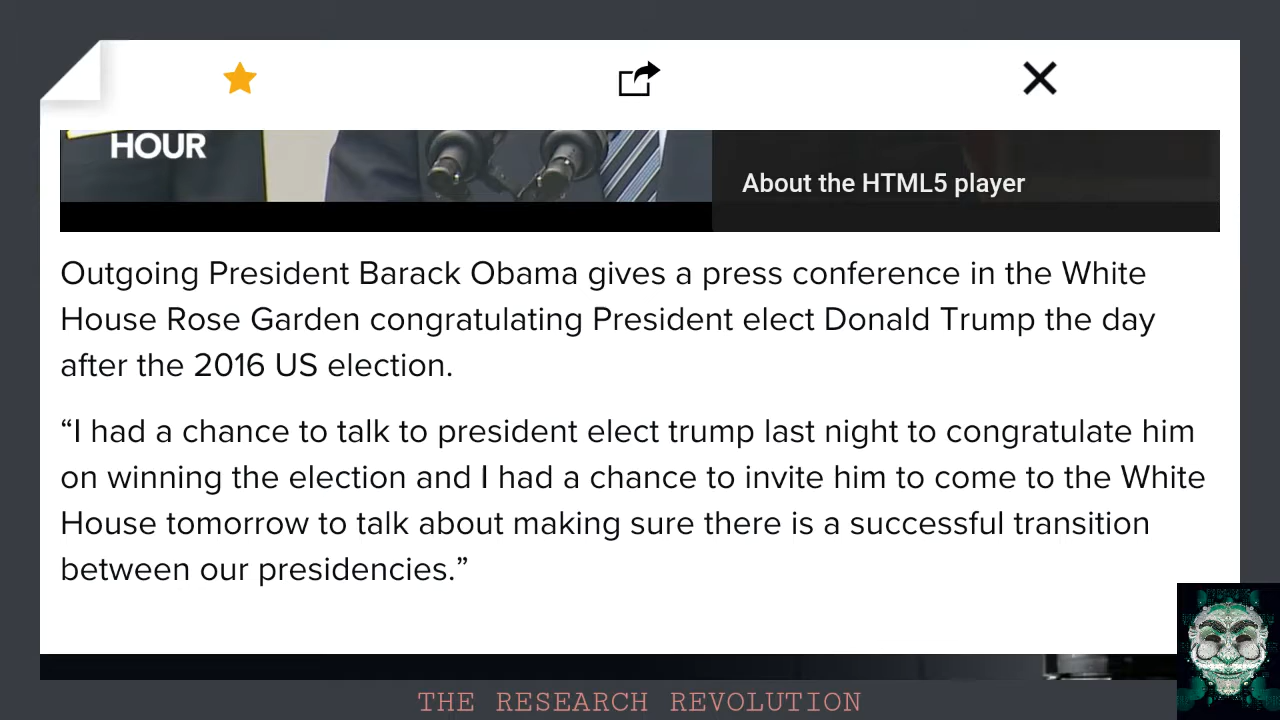 HOUR
About the HTML5 player
Outgoing President Barack Obama gives a press conference in the White
House Rose Garden congratulating President elect Donald Trump the day
after the 2016 US election.
“I had a chance to talk to president elect trump last night to congratulate him
on winning the election and I had a chance to invite him to come to the White
House tomorrow to talk about making sure there is a successful transition
between our presidencies.”
THE RESEARCH REVOLUTION